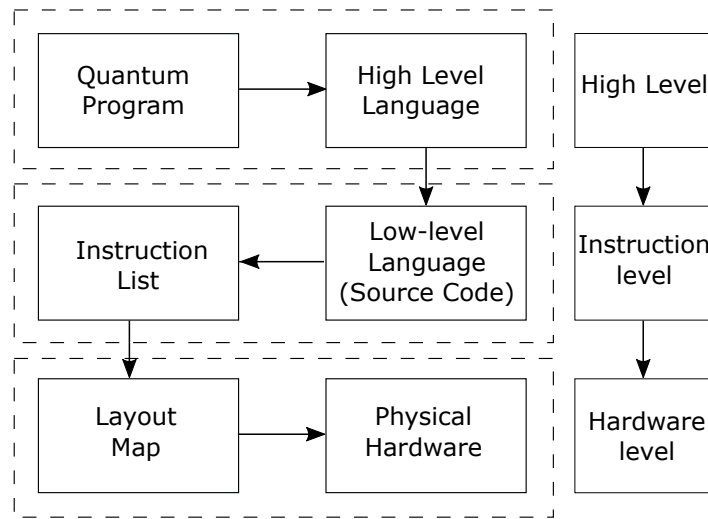 Quantum
Program
High Level
Language
High Level
Instruction
List
Low-level
Language
(Source Code)
Instruction
level
Layout
Map
Physical
Hardware
Hardware
level